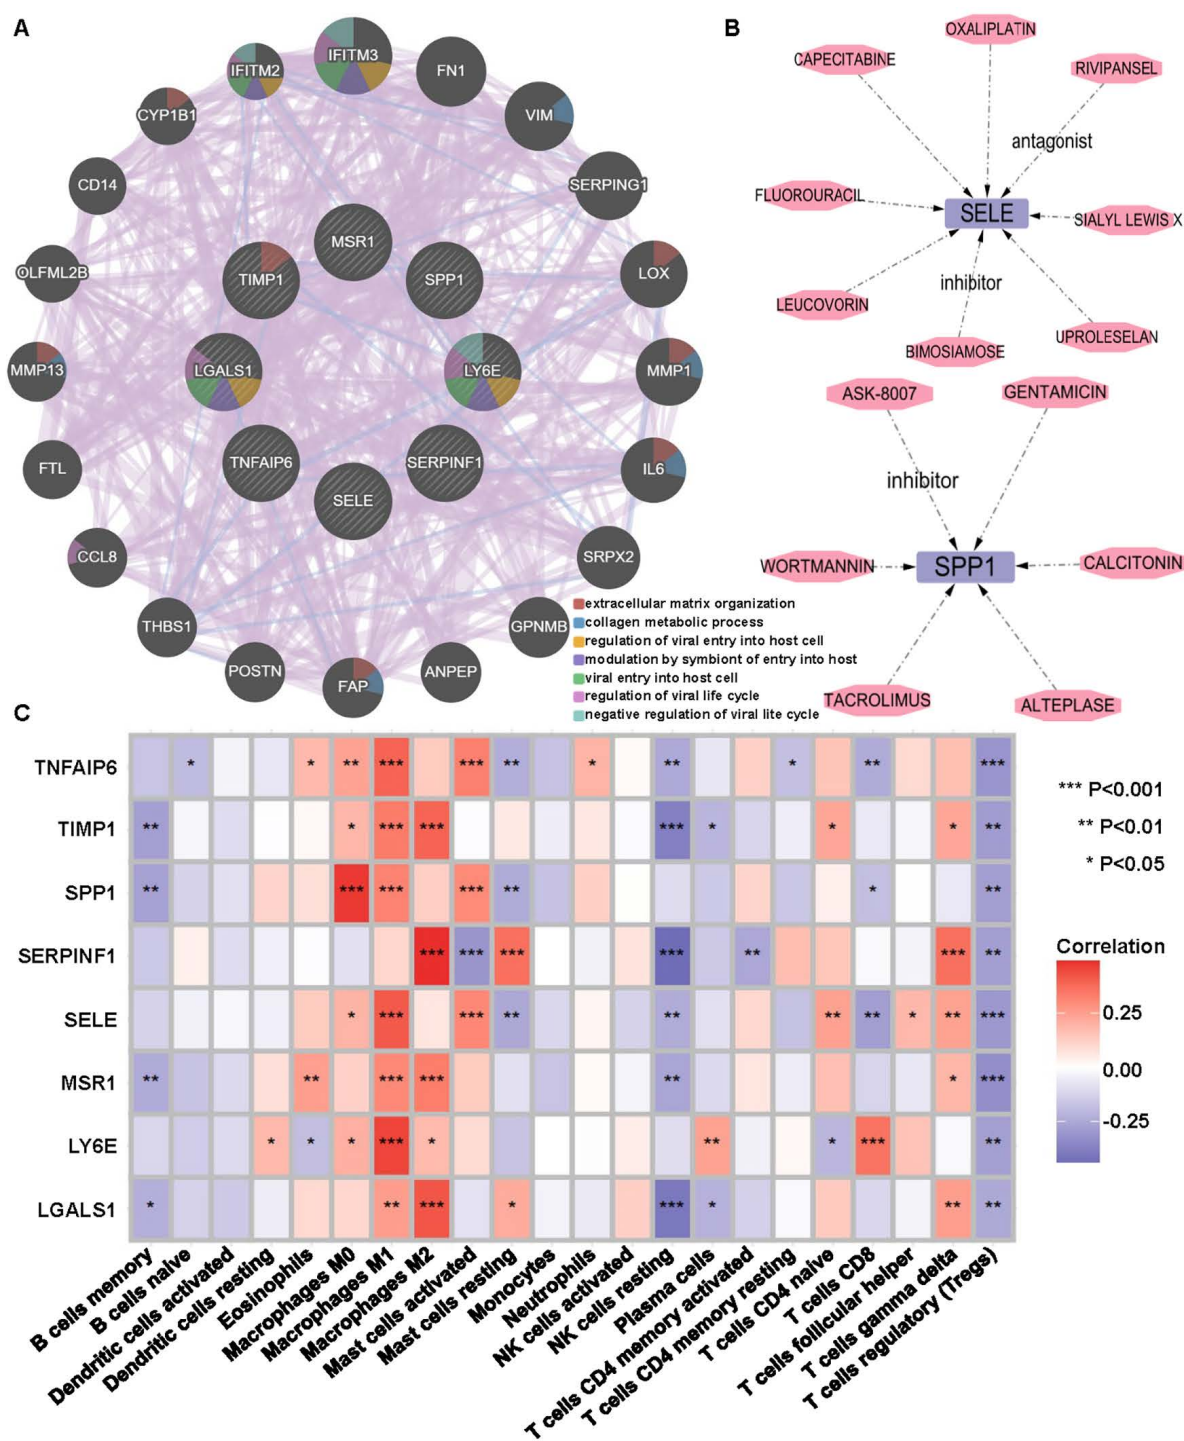 A
IFITM3
IFITM2
FN1
CYP1B1
VIM
CD14
SERPING1
MSR1
OLFML2B
TIMP1
SPP1
LOX
MMP13
LGALS1
LY6E
MMP1
FTL
TNFAIP6
SERPINF1
IL6
SELE
CCL8
SRPX2
THBS1
GPNMB
POSTN
FAP
ANPEP
extracellular matrix organization
collagen metabolic process
regulation of viral entry into host cell
modulation by symbiont of entry into host
viral entry into host cell
regulation of viral life cycle
negative regulation of viral lite cycle
B
OXALIPLATIN
CAPECITABINE
RIVIPANSEL
antagonist
FLUOROURACIL
SELE
SIALYL LEWIS X
inhibitor
LEUCOVORIN
UPROLESELAN
BIMOSIAMOSE
ASK-8007
GENTAMICIN
inhibitor
WORTMANNIN
SPP1
CALCITONIN
TACROLIMUS
ALTEPLASE
C
TNFAIP6 * * ** *** *** ** * ** * ** ***
TIMP1 ** * *** *** *** * * * **
SPP1 ** *** *** *** ** * **
SERPINF1 *** *** *** *** ** *** **
SELE * *** *** ** ** ** ** * ** ***
MSR1 ** ** *** *** ** * ***
LY6E * * * *** * ** * *** **
LGALS1 * ** *** * *** * ** **
*** P<0.001
** P<0.01
* P<0.05
Correlation
0.25
0.00
-0.25
B cells memory
B cells naive
Dendritic cells activated
Dendritic cells resting
Eosinophils
Macrophages M0
Macrophages M1
Macrophages M2
Mast cells activated
Mast cells resting
Monocytes
Neutrophils
NK cells activated
NK cells resting
Plasma cells
T cells CD4 memory activated
T cells CD4 memory resting
T cells CD4 naive
T cells CD8
T cells follicular helper
T cells gamma delta
T cells regulatory (Tregs)